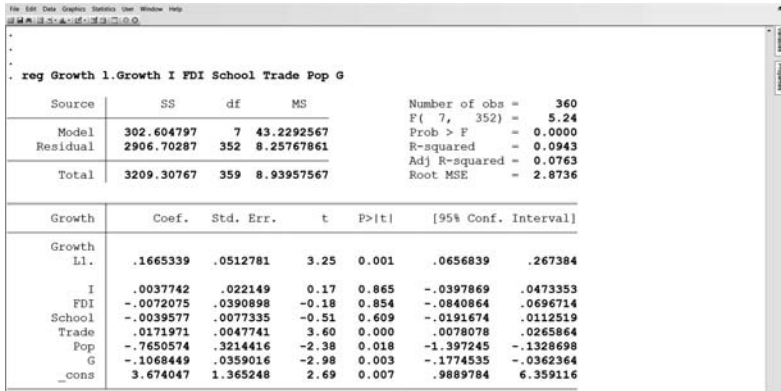 File Edit Data Graphics Statistics User Window Help
.
.
.
. reg Growth l.Growth I FDI School Trade Pop G
Source SS df MS Number of obs = 360
F( 7, 352) = 5.24
Model 302.604797 7 43.2292567 Prob > F = 0.0000
Residual 2906.70287 352 8.25767861 R-squared = 0.0943
Adj R-squared = 0.0763
Total 3209.30767 359 8.93957567 Root MSE = 2.8736
Growth Coef. Std. Err. t P>|t| [95% Conf. Interval]
Growth
L1. .1665339 .0512781 3.25 0.001 .0656839 .267384
I .0037742 .022149 0.17 0.865 -.0397869 .0473353
FDI -.0072075 .0390898 -0.18 0.854 -.0840864 .0696714
School -.0039577 .0077335 -0.51 0.609 -.0191674 .0112519
Trade .0171971 .0047741 3.60 0.000 .0078078 .0265864
Pop -.7650574 .3214416 -2.38 0.018 -1.397245 -.1328698
G -.1068449 .0359016 -2.98 0.003 -.1774535 -.0362364
_cons 3.674047 1.365248 2.69 0.007 .9889784 6.359116